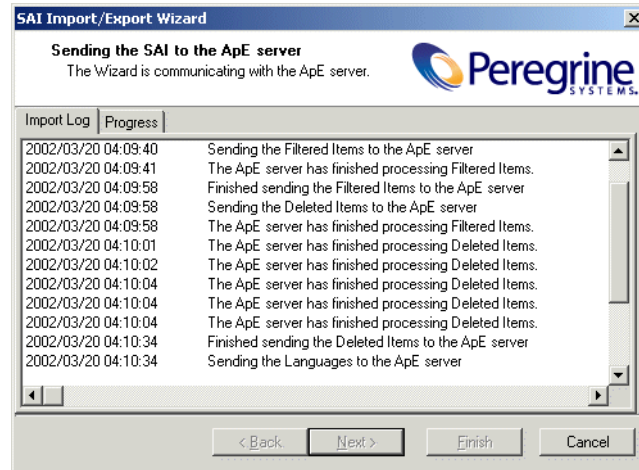 SAI Import/Export Wizard
Sending the SAI to the ApE server
The Wizard is communicating with the ApE server.
Peregrine
SYSTEMS
Import Log Progress
2002/03/20 04:09:40 Sending the Filtered Items to the ApE server
2002/03/20 04:09:41 The ApE server has finished processing Filtered Items.
2002/03/20 04:09:58 Finished sending the Filtered Items to the ApE server
2002/03/20 04:09:58 Sending the Deleted Items to the ApE server
2002/03/20 04:09:58 The ApE server has finished processing Filtered Items.
2002/03/20 04:10:01 The ApE server has finished processing Deleted Items.
2002/03/20 04:10:02 The ApE server has finished processing Deleted Items.
2002/03/20 04:10:04 The ApE server has finished processing Deleted Items.
2002/03/20 04:10:04 The ApE server has finished processing Deleted Items.
2002/03/20 04:10:04 The ApE server has finished processing Deleted Items.
2002/03/20 04:10:34 Finished sending the Deleted Items to the ApE server
2002/03/20 04:10:34 Sending the Languages to the ApE server
< Back Next > Finish Cancel